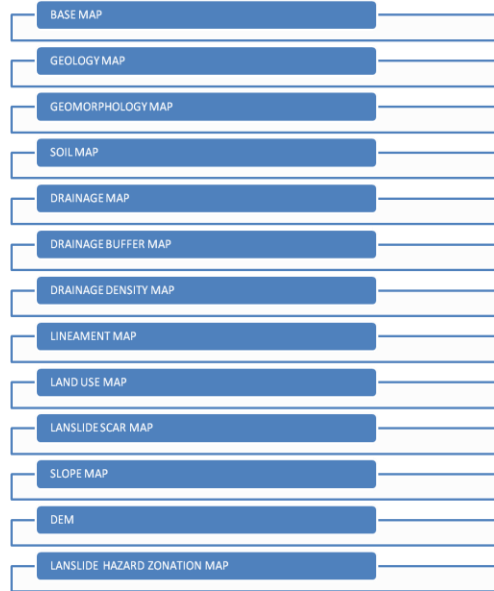 BASE MAP
GEOLOGY MAP
GEOMORPHOLOGY MAP
SOIL MAP
DRAINAGE MAP
DRAINAGE BUFFER MAP
DRAINAGE DENSITY MAP
LINEAMENT MAP
LAND USE MAP
LANSLIDE SCAR MAP
SLOPE MAP
DEM
LANSLIDE HAZARD ZONATION MAP